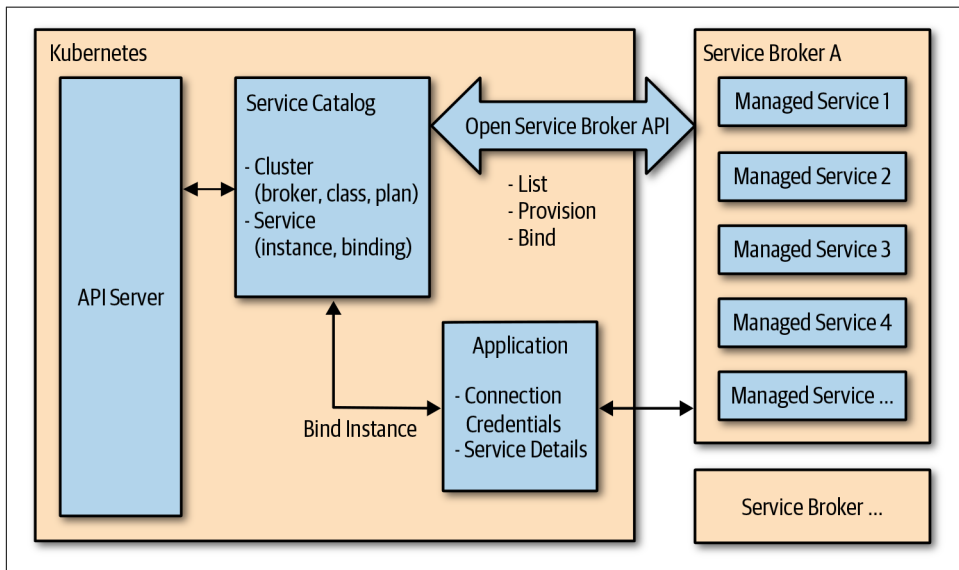 Kubernetes
API Server
Service Catalog
- Cluster
(broker, class, plan)
- Service
(instance, binding)
Open Service Broker API
- List
- Provision
- Bind
Bind Instance
Application
- Connection
Credentials
- Service Details
Service Broker A
Managed Service 1
Managed Service 2
Managed Service 3
Managed Service 4
Managed Service ...
Service Broker ...